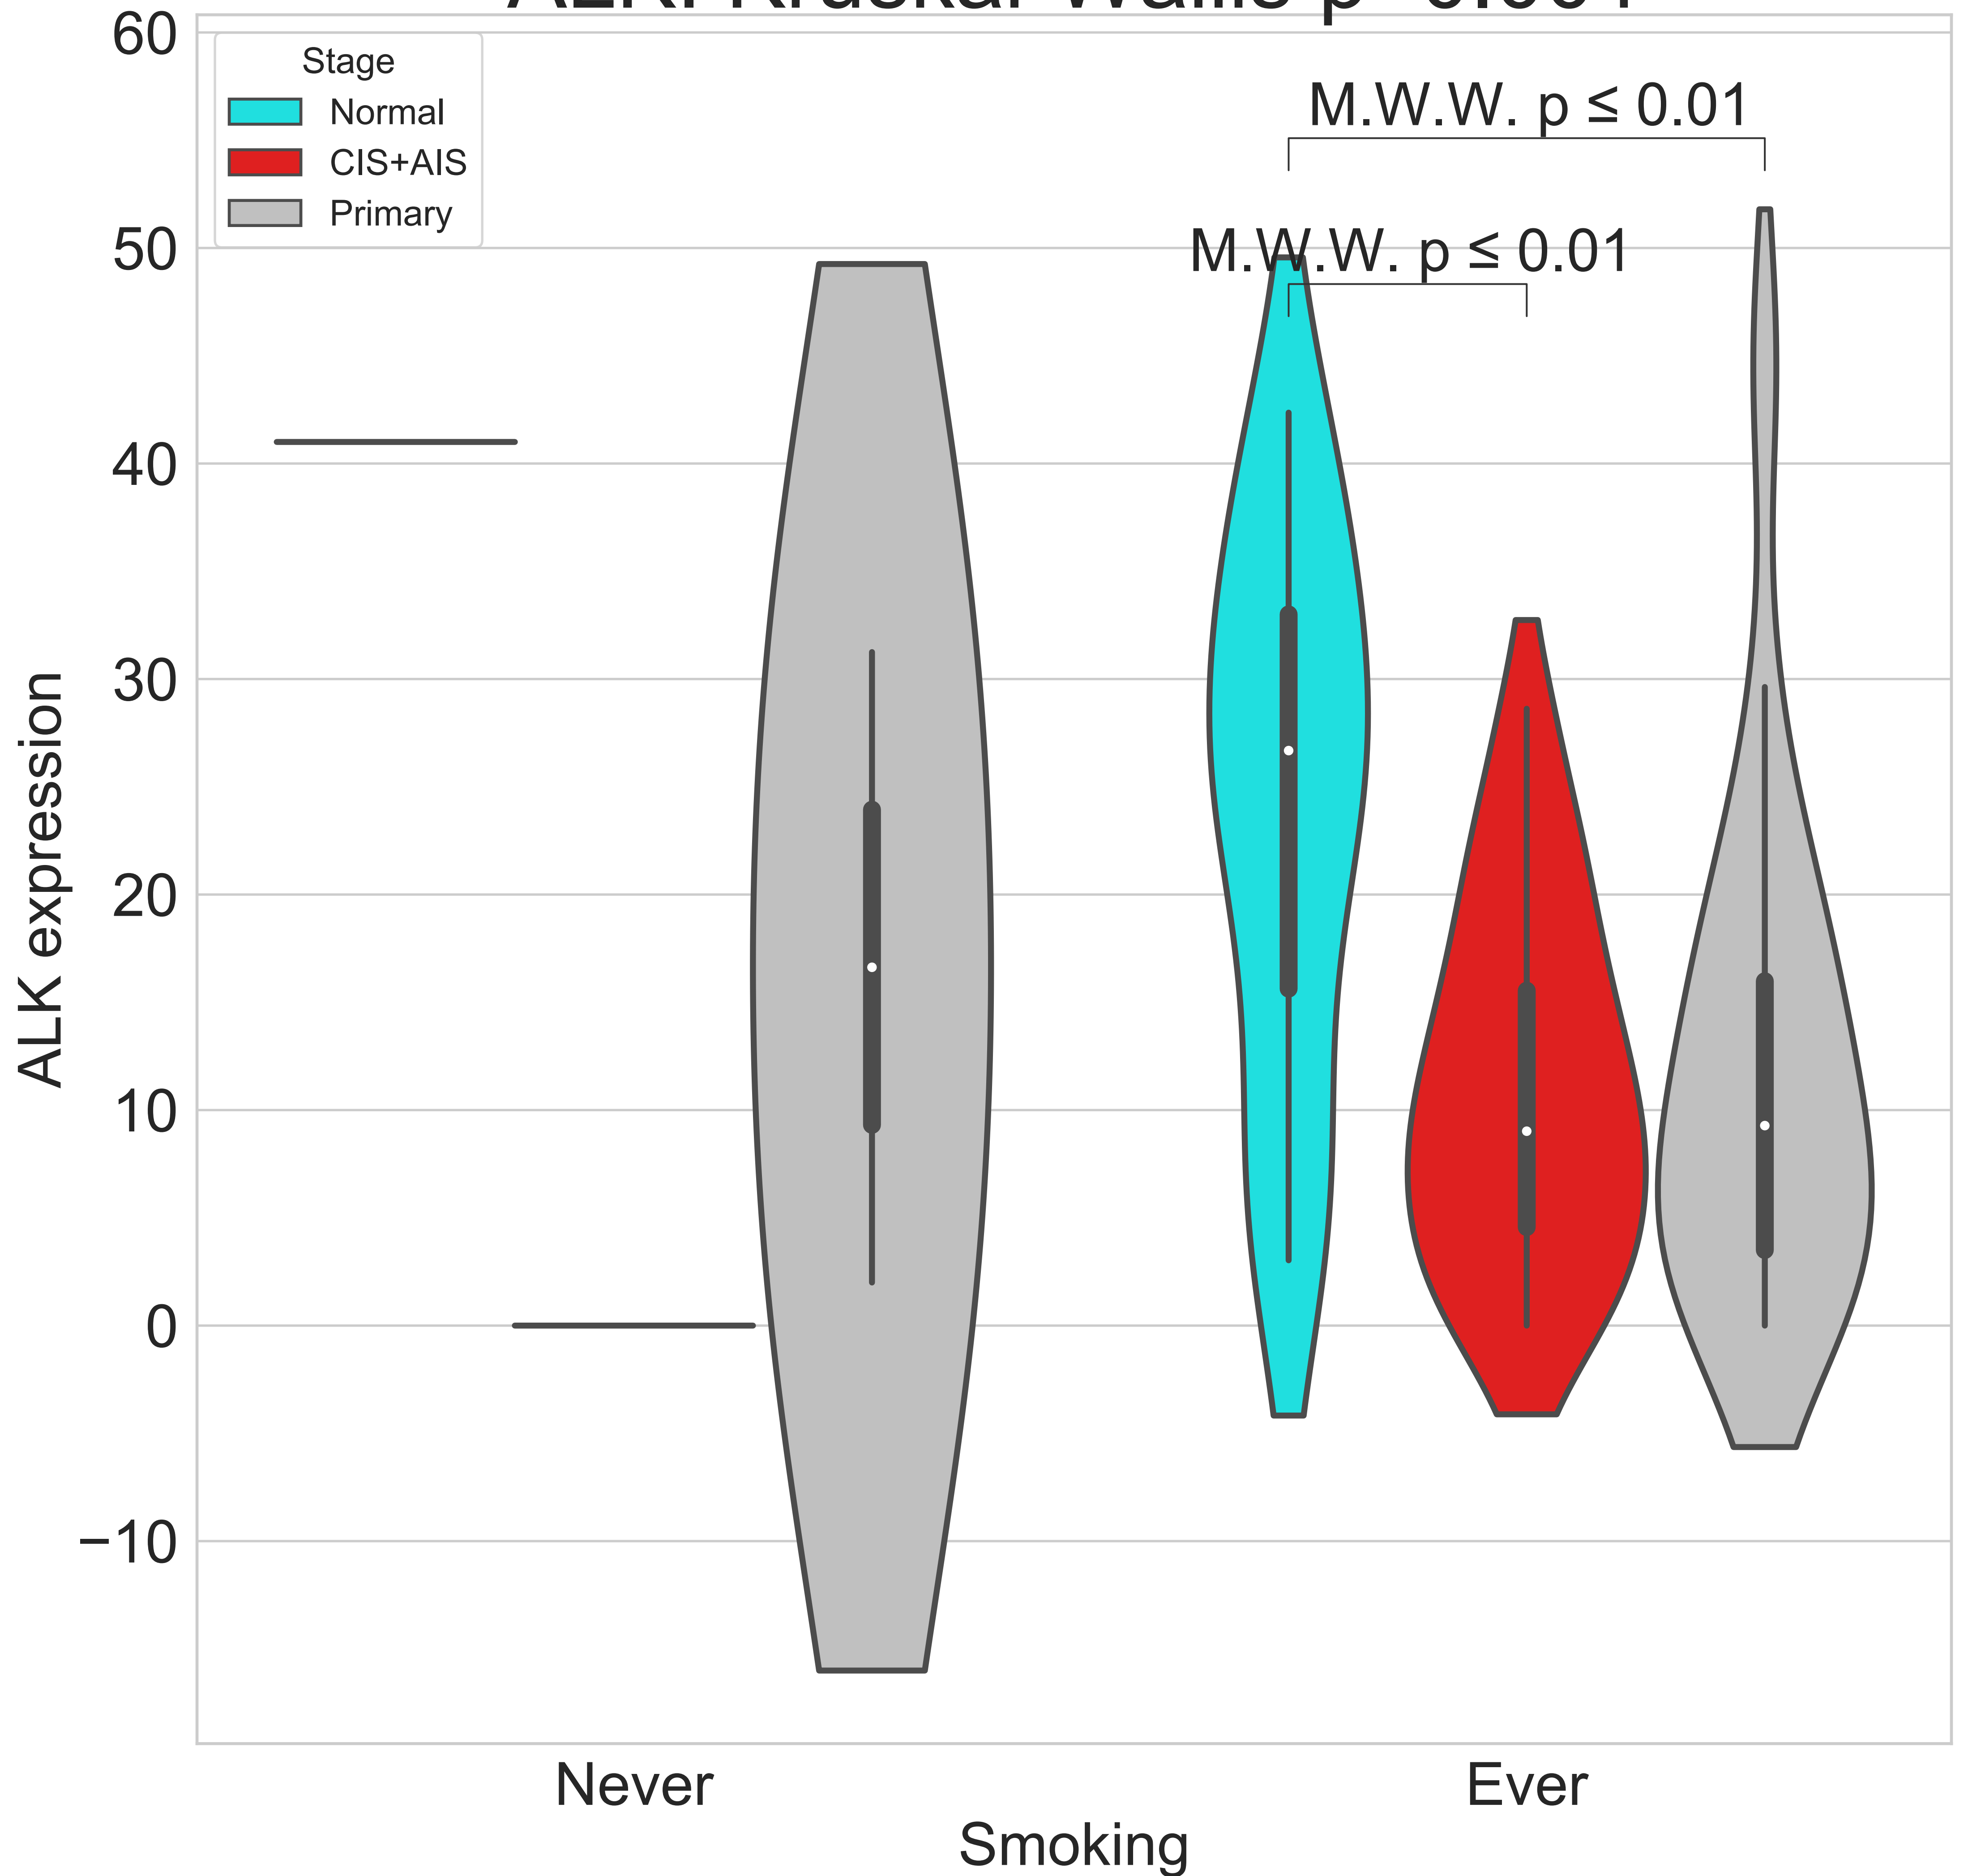 60
Stage
Normal
CIS+AIS
Primary
M.W.W. p ≤ 0.01
M.W.W. p ≤ 0.01
50
40
30
20
10
0
−10
ALK expression
Never
Ever
Smoking